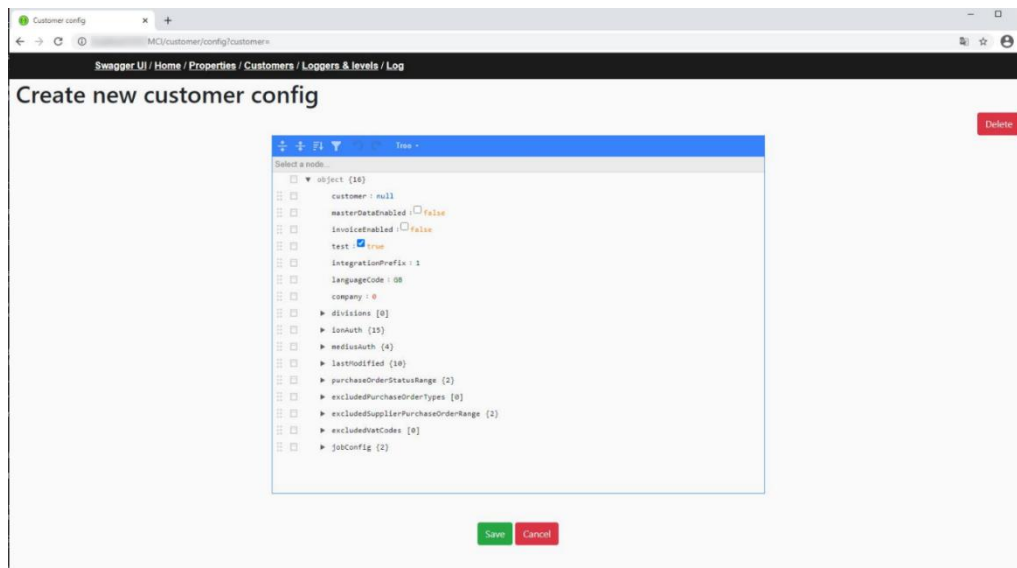 Customer config
MCI/customer/config?customer=
Swagger UI / Home / Properties / Customers / Loggers & levels / Log
Create new customer config
Delete
Tree
Select a node...
object {16}
customer : null
masterDataEnabled : false
invoiceEnabled : false
test : true
integrationPrefix : 1
languageCode : GB
company : 0
divisions [0]
ionAuth {15}
mediusAuth {4}
lastModified {10}
purchaseOrderStatusRange {2}
excludedPurchaseOrderTypes [0]
excludedSupplierPurchaseOrderRange {2}
excludedVatCodes [0]
jobConfig {2}
Save Cancel